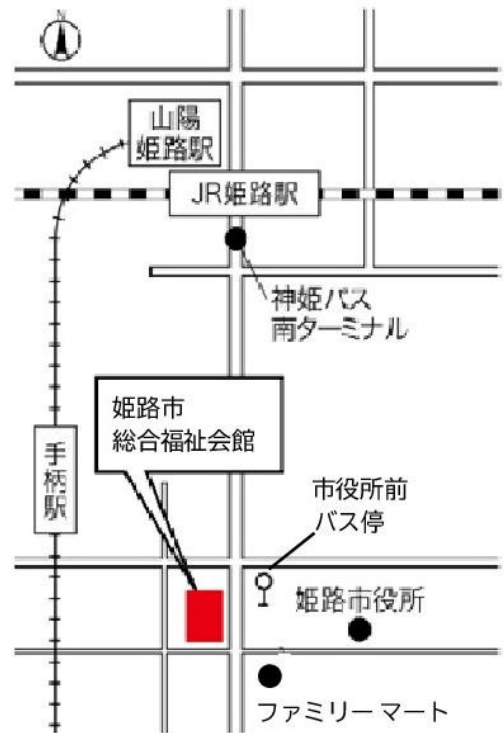 N
山陽
姫路駅
JR姫路駅
神姫バス
南ターミナル
姫路市
総合福祉会館
手柄駅
市役所前
バス停
姫路市役所
ファミリーマート